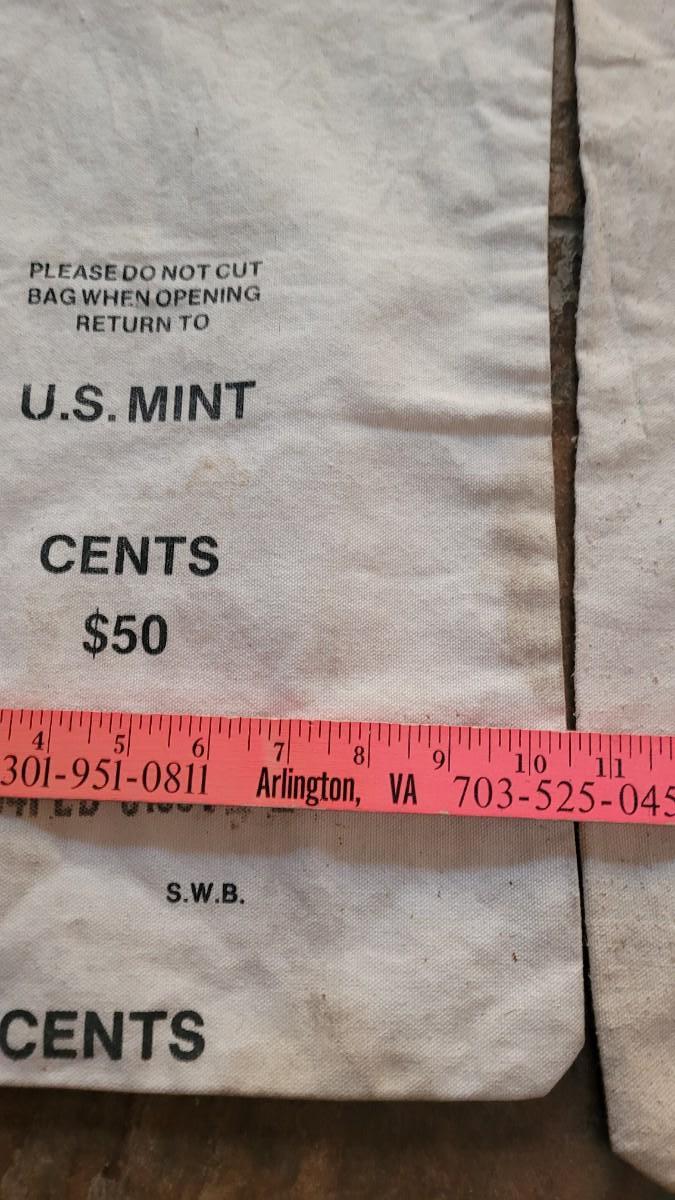 PLEASE DO NOT CUT
BAG WHEN OPENING
RETURN TO
U.S. MINT
CENTS
$50
4 5 6 7 8 9 10 11
301-951-0811 Arlington, VA 703-525-045
S.W.B.
CENTS